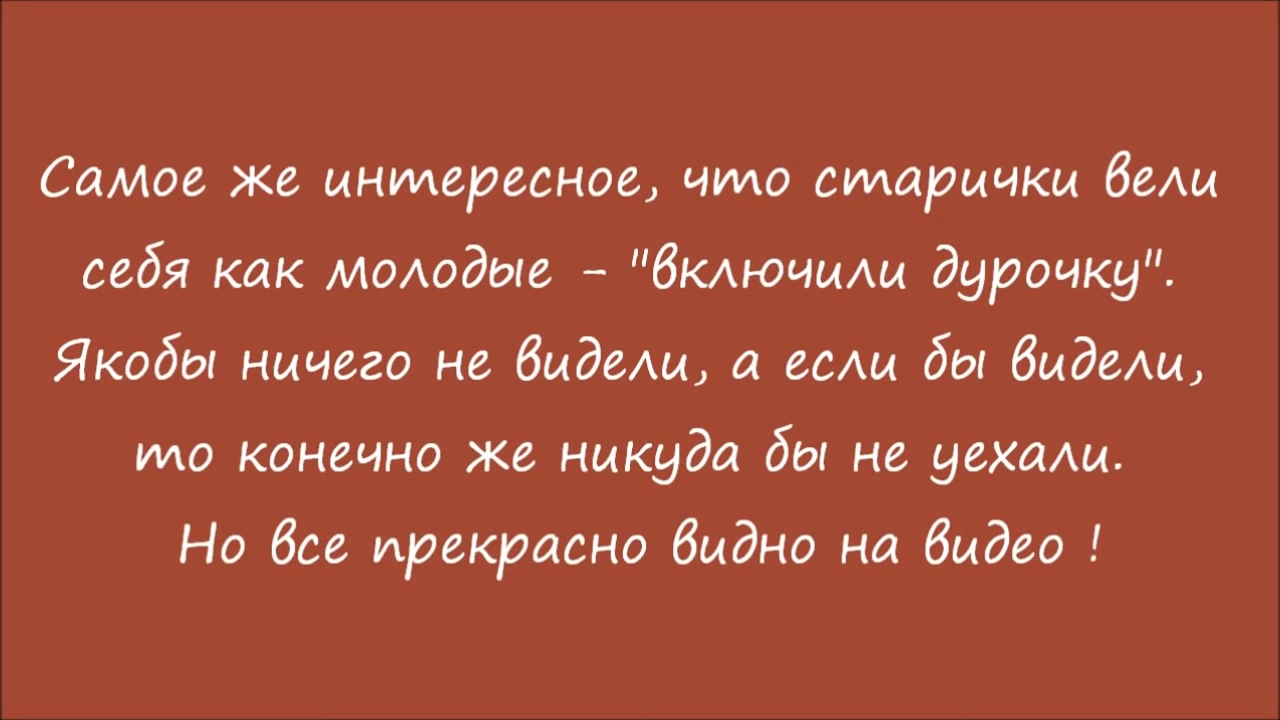 Самое же интересное, что старички вели
себя как молодые - "включили дурочку".
Якобы ничего не видели, а если бы видели,
то конечно же никуда бы не уехали.
Но все прекрасно видно на видео !